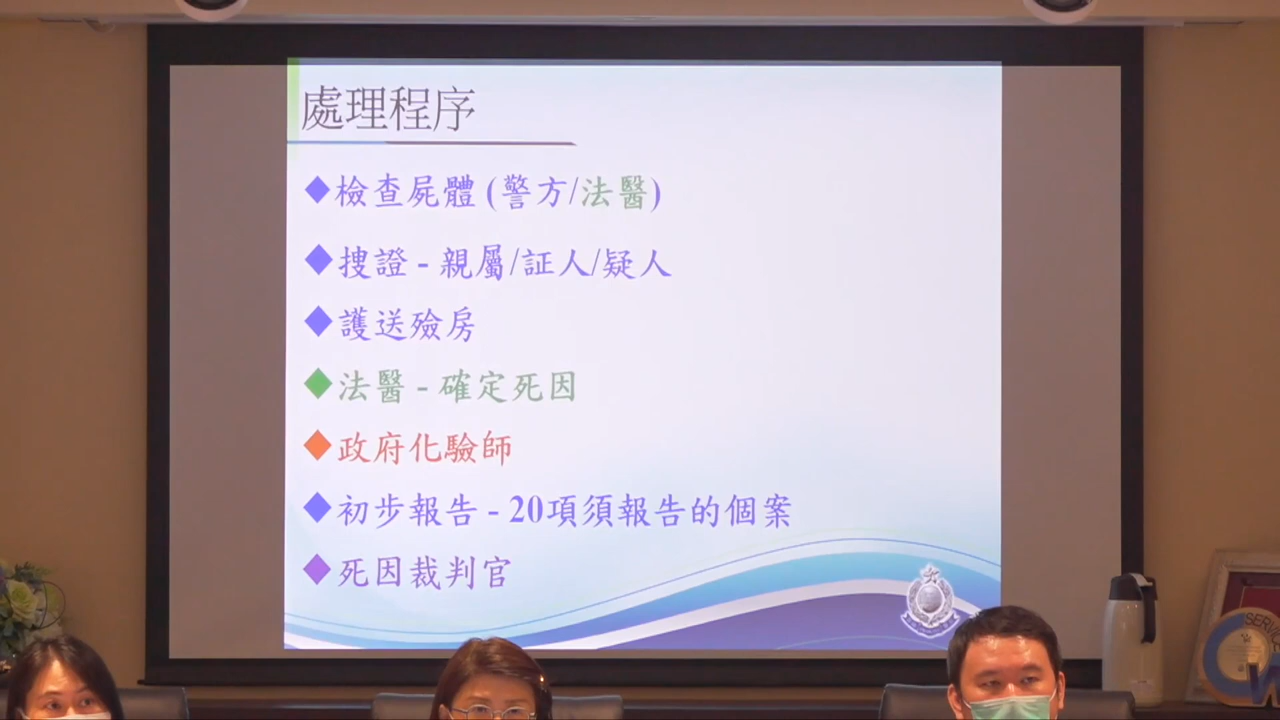 處理程序
◆檢查屍體 (警方/法醫)
◆搜證 - 親屬/証人/疑人
◆護送殮房
◆法醫 - 確定死因
◆政府化驗師
◆初步報告 - 20項須報告的個案
◆死因裁判官
SERVICE